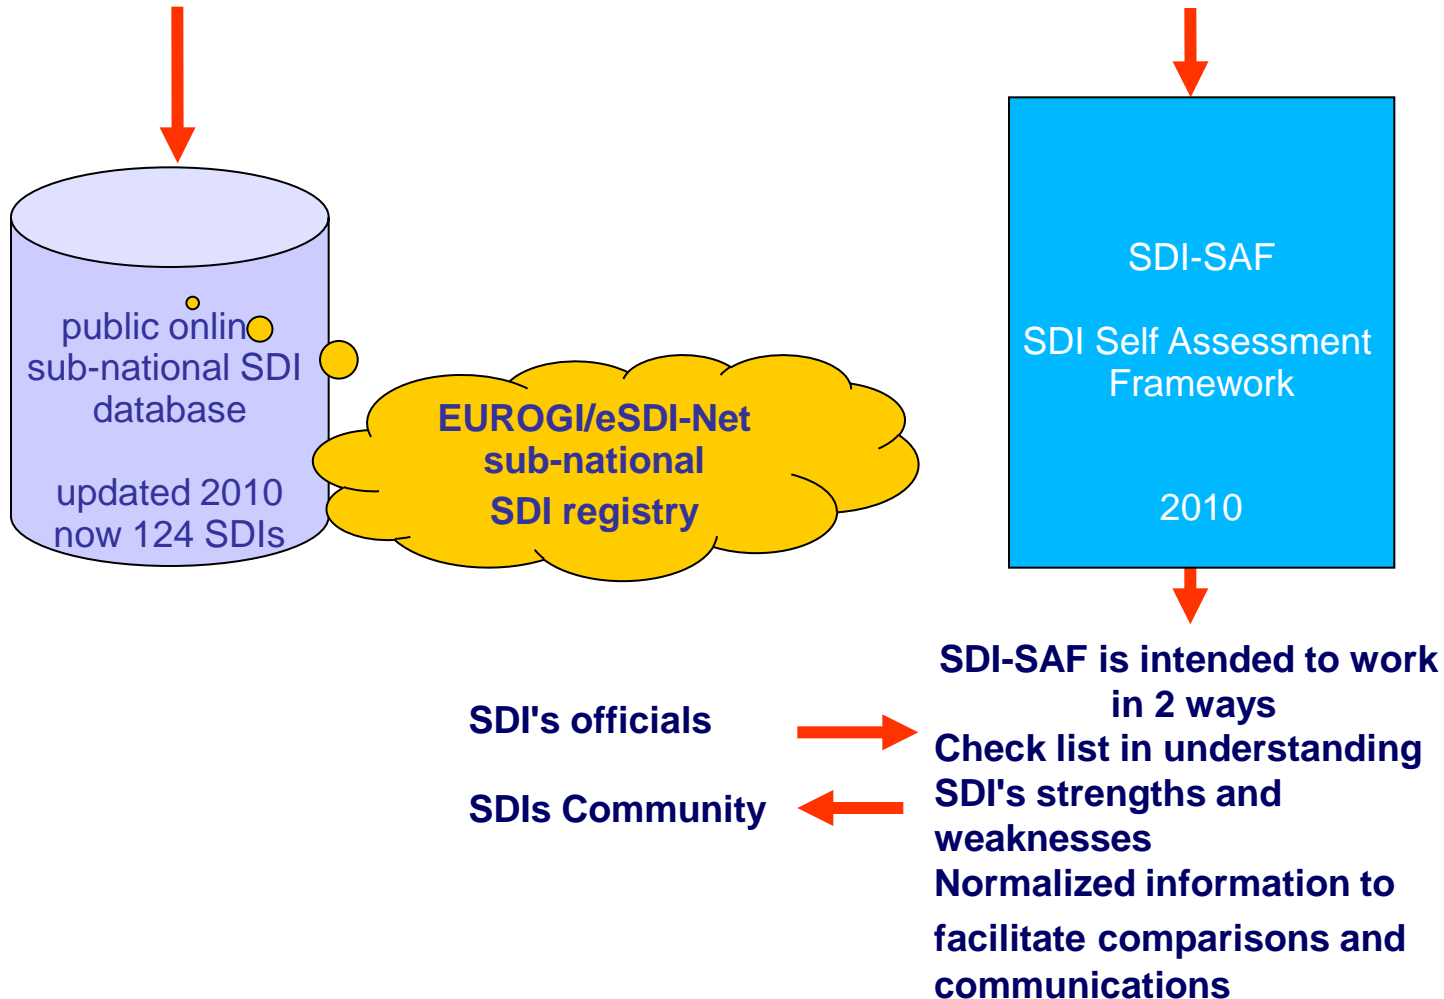 public online
sub-national SDI
database
updated 2010
now 124 SDIs
EUROGI/eSDI-Net
sub-national
SDI registry
SDI-SAF
SDI Self Assessment
Framework
2010
SDI's officials
SDIs Community
SDI-SAF is intended to work
in 2 ways
Check list in understanding
SDI's strengths and
weaknesses
Normalized information to
facilitate comparisons and
communications